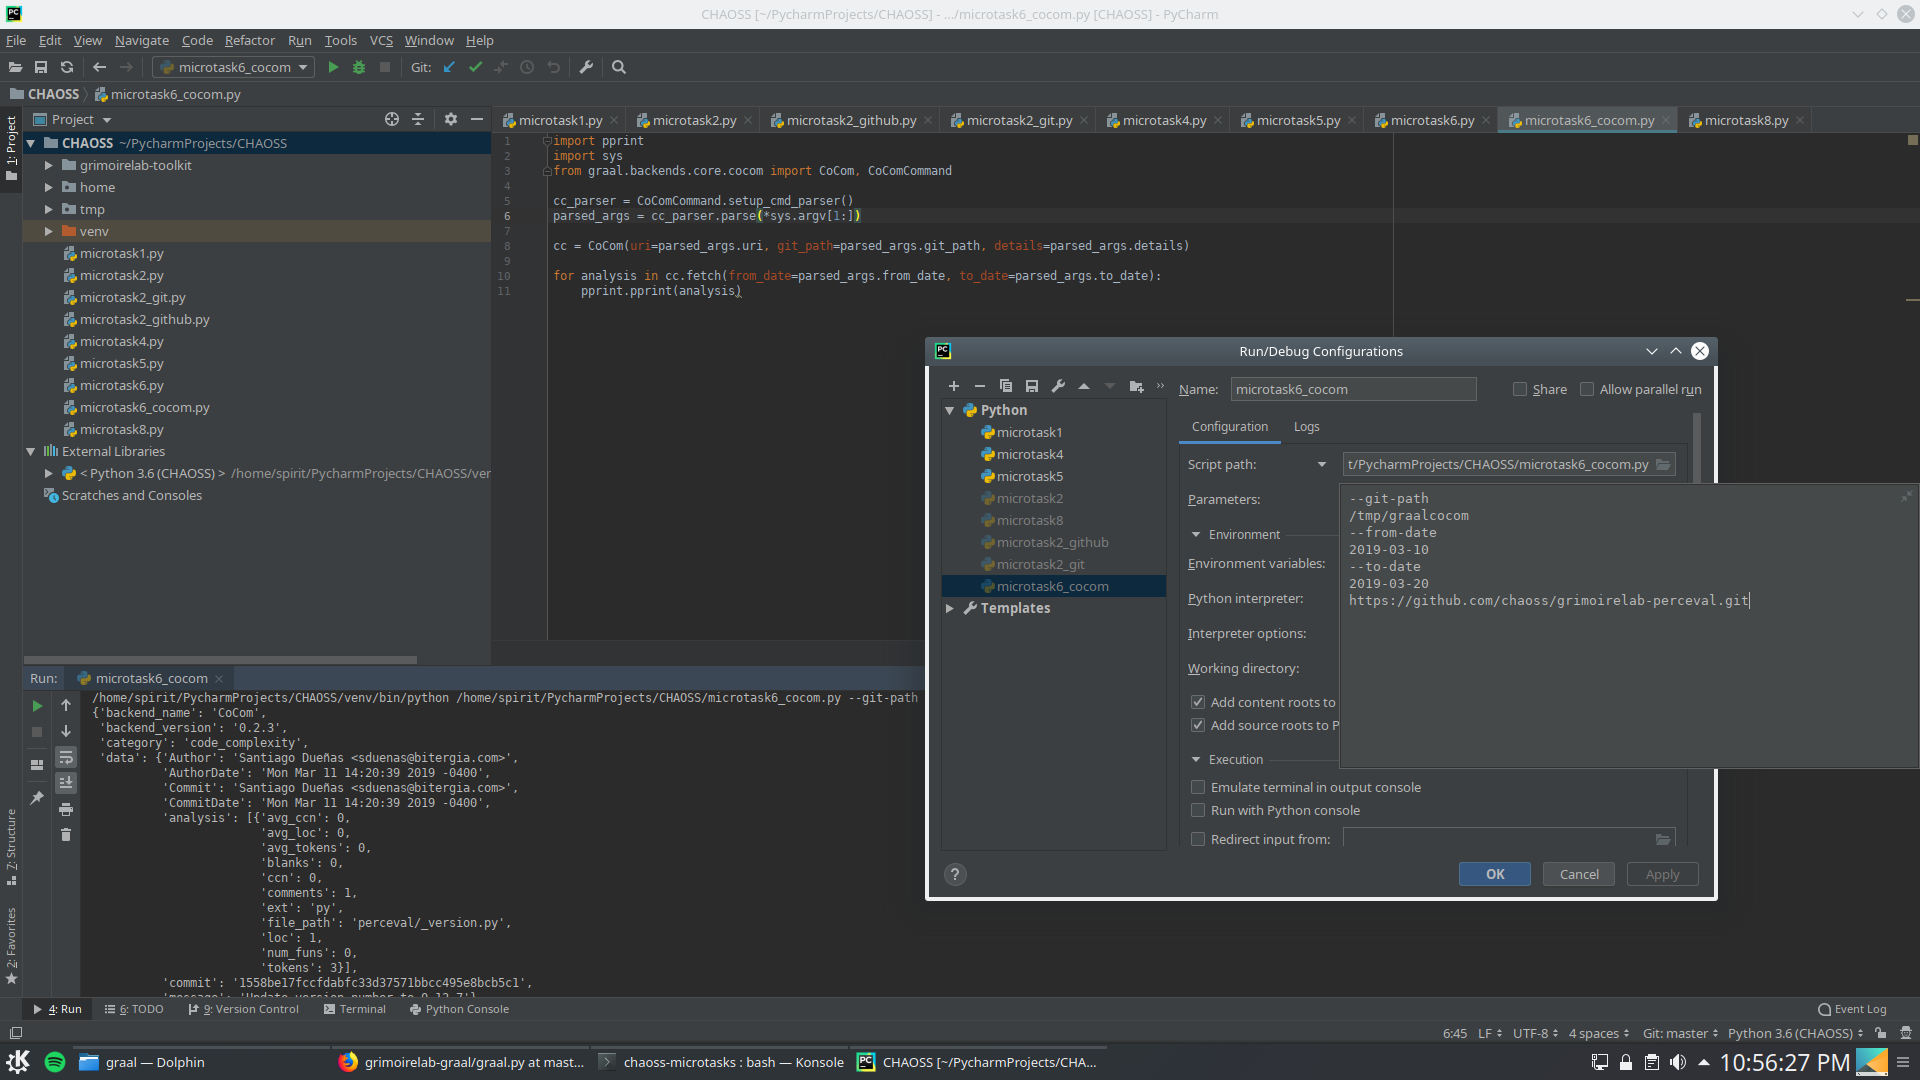 CHAOSS [~/PycharmProjects/CHAOSS] - .../microtask6_cocom.py [CHAOSS] - PyCharm
File Edit View Navigate Code Refactor Run Tools VCS Window Help
microtask6_cocom Git:
CHAOSS microtask6_cocom.py
1: Project
Project
microtask1.py microtask2.py microtask2_github.py microtask2_git.py microtask4.py microtask5.py microtask6.py microtask6_cocom.py microtask8.py
CHAOSS ~/PycharmProjects/CHAOSS
grimoirelab-toolkit
home
tmp
venv
microtask1.py
microtask2.py
microtask2_git.py
microtask2_github.py
microtask4.py
microtask5.py
microtask6.py
microtask6_cocom.py
microtask8.py
External Libraries
< Python 3.6 (CHAOSS) > /home/spirit/PycharmProjects/CHAOSS/ver
Scratches and Consoles
1 import pprint
2 import sys
3 from graal.backends.core.cocom import CoCom, CoComCommand
4
5 cc_parser = CoComCommand.setup_cmd_parser()
6 parsed_args = cc_parser.parse(*sys.argv[1:])
7
8 cc = CoCom(uri=parsed_args.uri, git_path=parsed_args.git_path, details=parsed_args.details)
9
10 for analysis in cc.fetch(from_date=parsed_args.from_date, to_date=parsed_args.to_date):
11 pprint.pprint(analysis)
Run/Debug Configurations
Name: microtask6_cocom Share Allow parallel run
Python
microtask1
microtask4
microtask5
microtask2
microtask8
microtask2_github
microtask2_git
microtask6_cocom
Templates
Configuration Logs
Script path: t/PycharmProjects/CHAOSS/microtask6_cocom.py
Parameters:
--git-path
/tmp/graalcocom
--from-date
2019-03-10
--to-date
2019-03-20
https://github.com/chaoss/grimoirelab-perceval.git
Environment
Environment variables:
Python interpreter:
Interpreter options:
Working directory:
Add content roots to
Add source roots to P
Execution
Emulate terminal in output console
Run with Python console
Redirect input from:
? OK Cancel Apply
Run: microtask6_cocom
/home/spirit/PycharmProjects/CHAOSS/venv/bin/python /home/spirit/PycharmProjects/CHAOSS/microtask6_cocom.py --git-path
{'backend_name': 'CoCom',
'backend_version': '0.2.3',
'category': 'code_complexity',
'data': {'Author': 'Santiago Dueñas <sduenas@bitergia.com>',
'AuthorDate': 'Mon Mar 11 14:20:39 2019 -0400',
'Commit': 'Santiago Dueñas <sduenas@bitergia.com>',
'CommitDate': 'Mon Mar 11 14:20:39 2019 -0400',
'analysis': [{'avg_ccn': 0,
'avg_loc': 0,
'avg_tokens': 0,
'blanks': 0,
'ccn': 0,
'comments': 1,
'ext': 'py',
'file_path': 'perceval/_version.py',
'loc': 1,
'num_funs': 0,
'tokens': 3}],
'commit': '1558be17fccfdabfc33d37571bbcc495e8bcb5c1',
'message': 'Update version number to 0.12.7'}
7: Structure
2: Favorites
4: Run 6: TODO 9: Version Control Terminal Python Console Event Log
6:45 LF UTF-8 4 spaces Git: master Python 3.6 (CHAOSS)
graal — Dolphin grimoirelab-graal/graal.py at mast... chaoss-microtasks : bash — Konsole CHAOSS [~/PycharmProjects/CHA... 10:56:27 PM